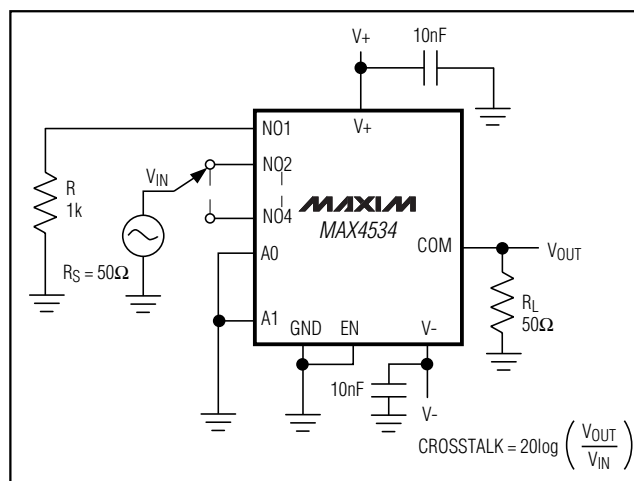 V+
10nF
V+
NO1
NO2
V_IN
R
1k
MAXIM
MAX4534
NO4
COM
V_OUT
A0
R_S = 50Ω
R_L
50Ω
A1
GND
EN
V-
10nF
V-
CROSSTALK = 20log (V_OUT / V_IN)